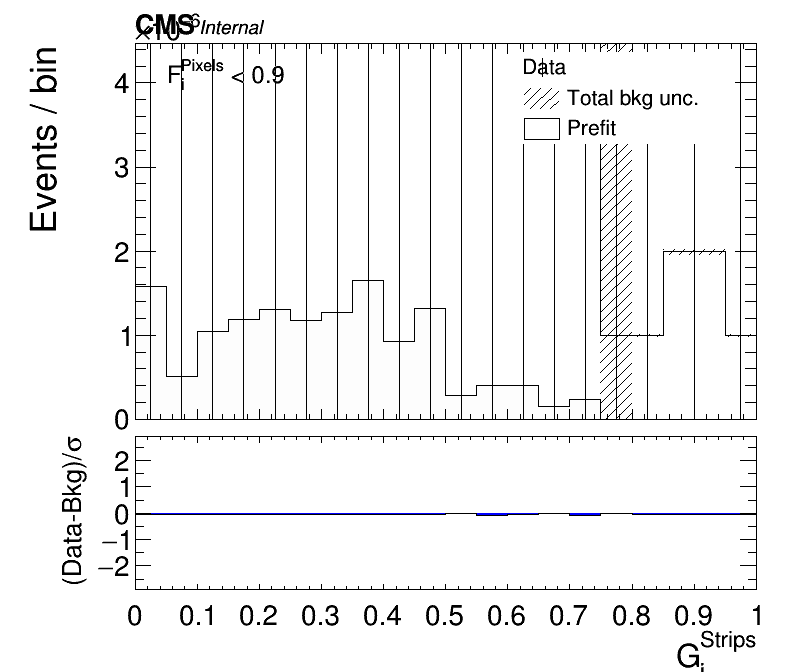 CMS Internal
×10⁻⁶
F_i^Pixels < 0.9
Data
Total bkg unc.
Prefit
Events / bin
4
3
2
1
0
(Data-Bkg)/σ
2
1
0
−1
−2
0 0.1 0.2 0.3 0.4 0.5 0.6 0.7 0.8 0.9 1
G_i^Strips